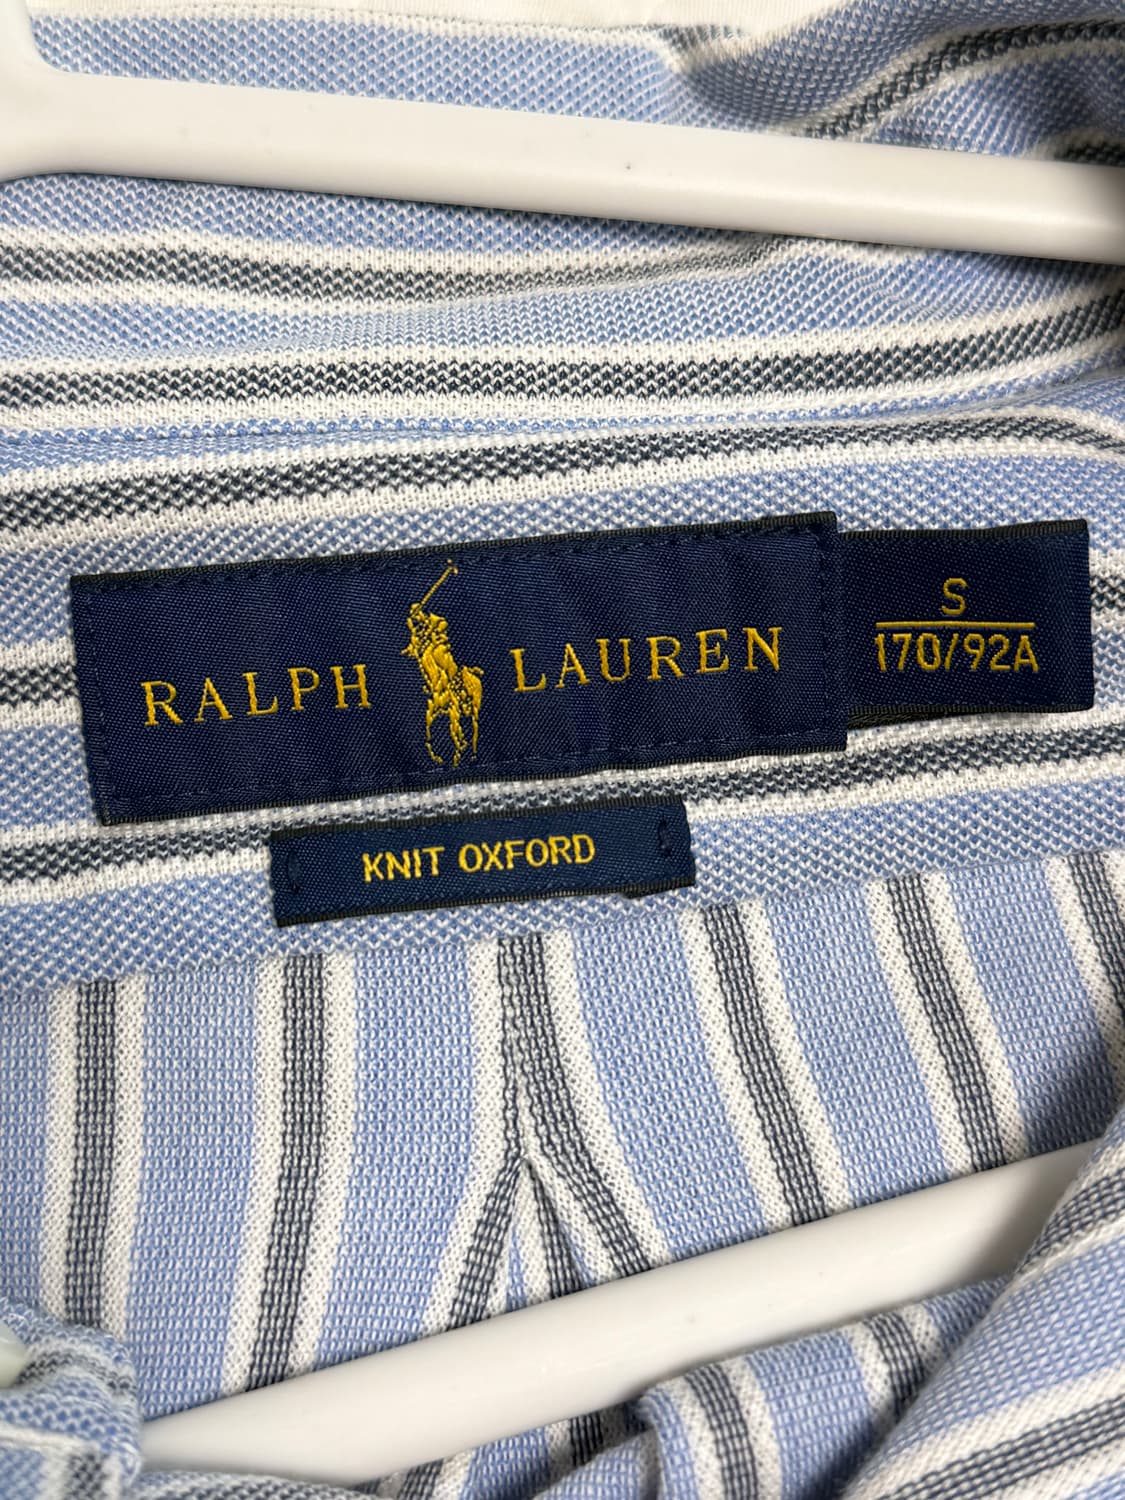 RALPH LAUREN
S
170/92A
KNIT OXFORD